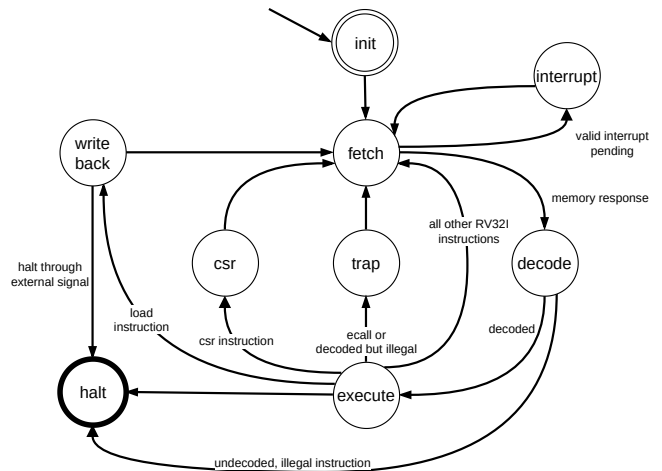 init
interrupt
write
back
fetch
valid interrupt
pending
memory response
all other RV32I
instructions
csr
trap
decode
halt through
external signal
load
instruction
csr instruction
ecall or
decoded but illegal
decoded
halt
execute
undecoded, illegal instruction